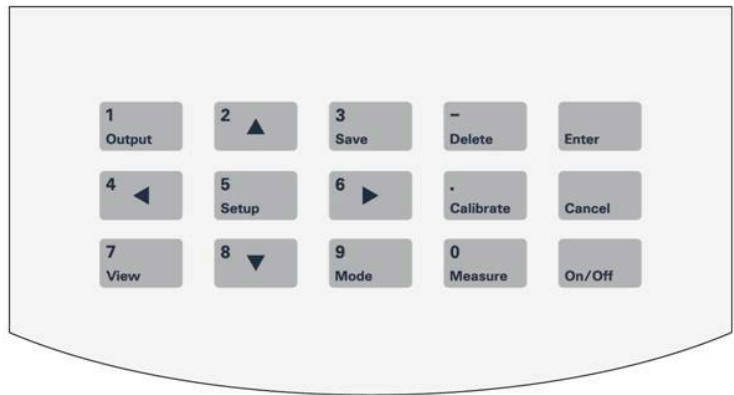 1
Output
2 ▲
3
Save
–
Delete
Enter
4 ◀
5
Setup
6 ▶
.
Calibrate
Cancel
7
View
8 ▼
9
Mode
0
Measure
On/Off